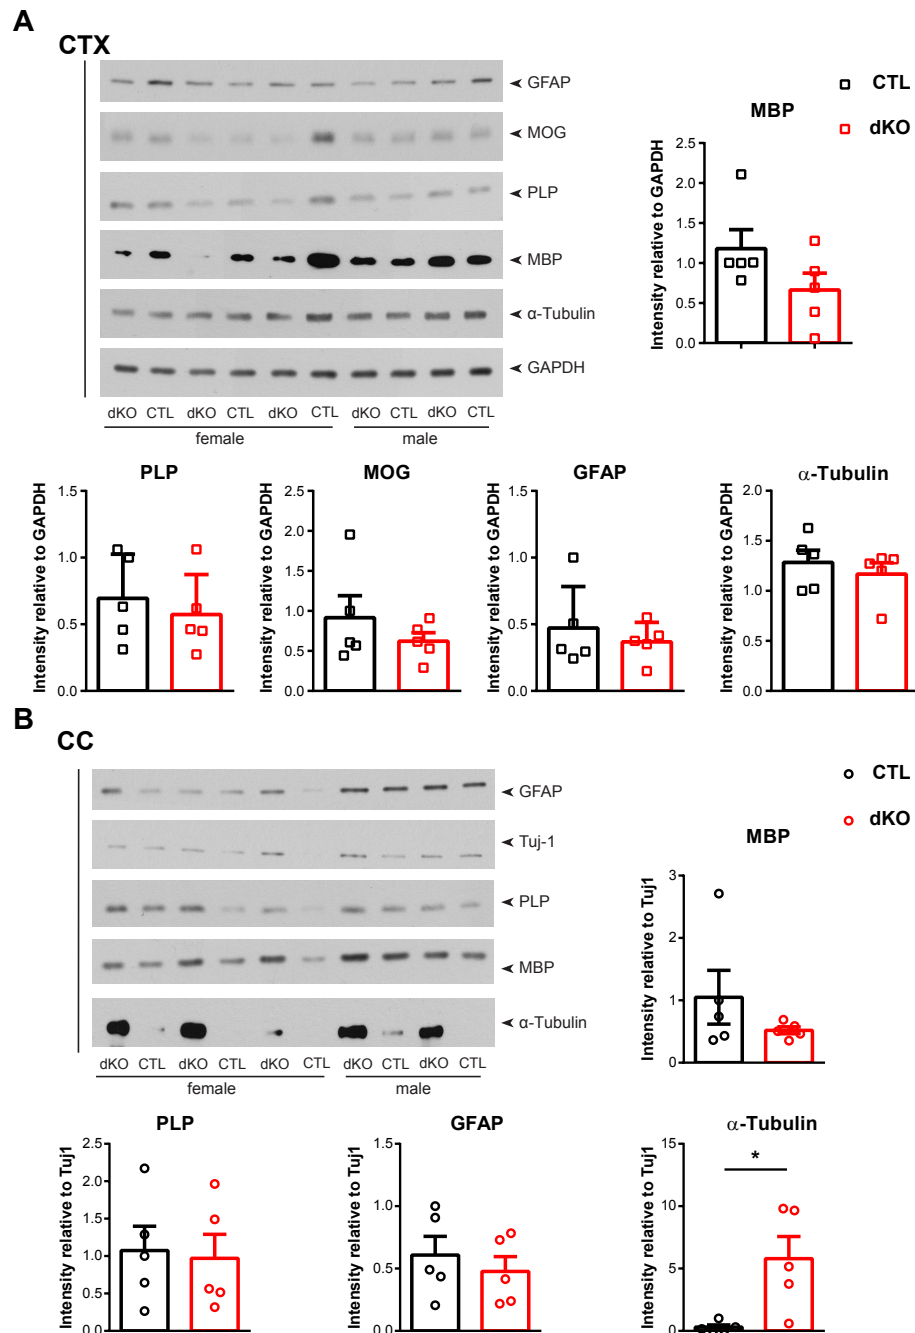 A
CTX
GFAP
MOG
PLP
MBP
α-Tubulin
GAPDH
dKO CTL dKO CTL dKO CTL dKO CTL dKO CTL
female male
CTL
dKO
MBP
Intensity relative to GAPDH
2.5
2.0
1.5
1.0
0.5
0.0
PLP
Intensity relative to GAPDH
1.5
1.0
0.5
0.0
MOG
Intensity relative to GAPDH
2.5
2.0
1.5
1.0
0.5
0.0
GFAP
Intensity relative to GAPDH
1.5
1.0
0.5
0.0
α-Tubulin
Intensity relative to GAPDH
2.0
1.5
1.0
0.5
0.0
B
CC
GFAP
Tuj-1
PLP
MBP
α-Tubulin
dKO CTL dKO CTL dKO CTL dKO CTL dKO CTL
female male
CTL
dKO
MBP
Intensity relative to Tuj1
3
2
1
0
PLP
Intensity relative to Tuj1
2.5
2.0
1.5
1.0
0.5
0.0
GFAP
Intensity relative to Tuj1
1.5
1.0
0.5
0.0
α-Tubulin
Intensity relative to Tuj1
15
10
5
0
*